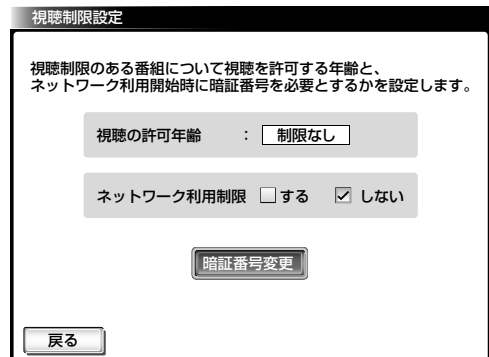 視聴制限設定
視聴制限のある番組について視聴を許可する年齢と、
ネットワーク利用開始時に暗証番号を必要とするかを設定します。
視聴の許可年齢 : 制限なし
ネットワーク利用制限 する しない
暗証番号変更
戻る